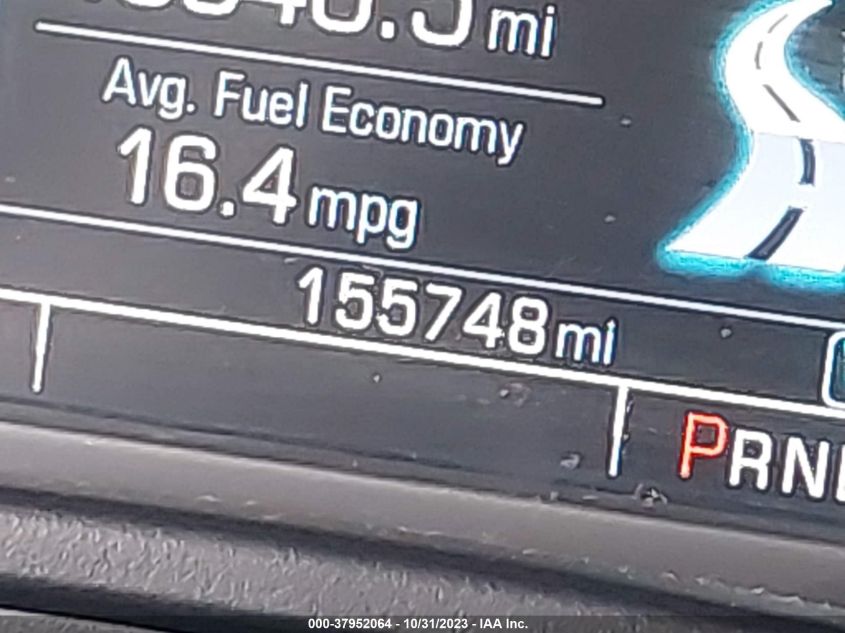 mi
Avg. Fuel Economy
16.4 mpg
155748 mi
PRN
000-37952064 - 10/31/2023 - IAA Inc.